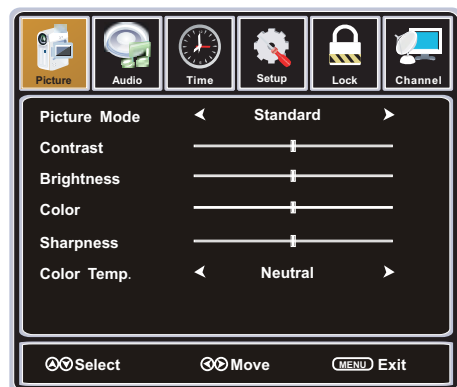 Picture Audio Time Setup Lock Channel
Picture Mode Standard
Contrast
Brightness
Color
Sharpness
Color Temp. Neutral
Select Move MENU Exit